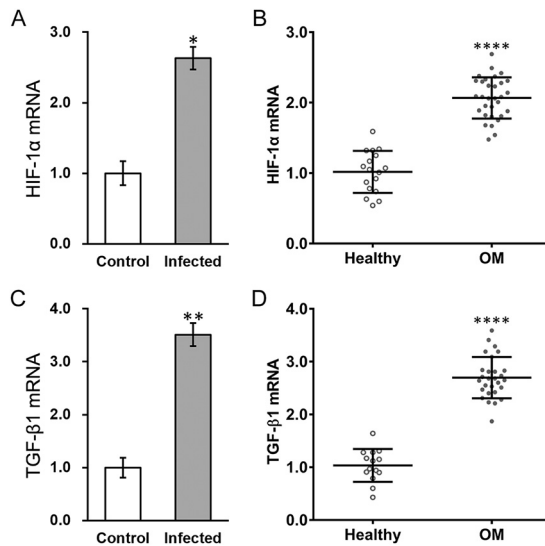 A
HIF-1α mRNA
3.0
2.0
1.0
0.0
*
Control Infected
B
HIF-1α mRNA
3.0
2.0
1.0
0.0
****
Healthy OM
C
TGF-β1 mRNA
4.0
3.0
2.0
1.0
0.0
**
Control Infected
D
TGF-β1 mRNA
4.0
3.0
2.0
1.0
0.0
****
Healthy OM